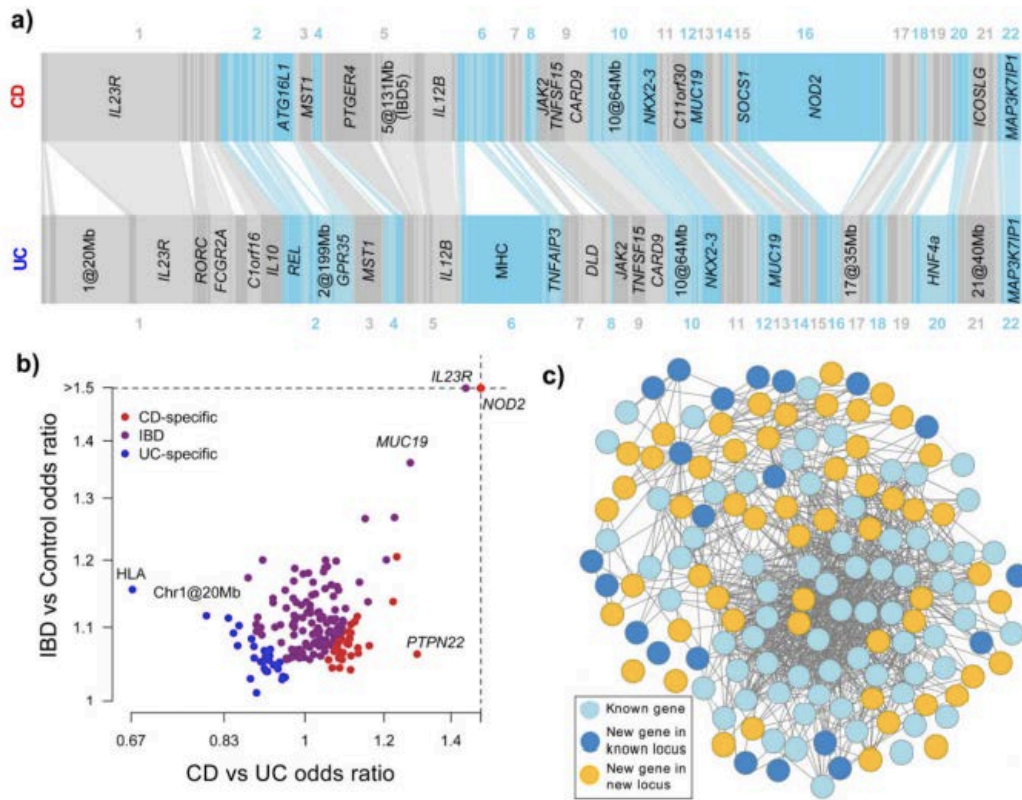 a)
1 2 3 4 5 6 7 8 9 10 11 12 13 14 15 16 17 18 19 20 21 22
CD
IL23R
ATG16L1
MST1
PTGER4
5@131Mb
(IBD5)
IL12B
JAK2
TNFSF15
CARD9
10@64Mb
NKX2-3
C11orf30
MUC19
SOCS1
NOD2
ICOSLG
MAP3K7IP1
UC
1@20Mb
IL23R
RORC
FCGR2A
C1orf16
IL10
REL
2@199Mb
GPR35
MST1
IL12B
MHC
TNFAIP3
DLD
JAK2
TNFSF15
CARD9
10@64Mb
NKX2-3
MUC19
17@35Mb
HNF4a
21@40Mb
MAP3K7IP1
1 2 3 4 5 6 7 8 9 10 11 12 13 14 15 16 17 18 19 20 21 22
b)
IBD vs Control odds ratio
>1.5
1.4
1.3
1.2
1.1
1
CD-specific
IBD
UC-specific
IL23R
NOD2
MUC19
HLA
Chr1@20Mb
PTPN22
0.67 0.83 1 1.2 1.4
CD vs UC odds ratio
c)
Known gene
New gene in
known locus
New gene in
new locus